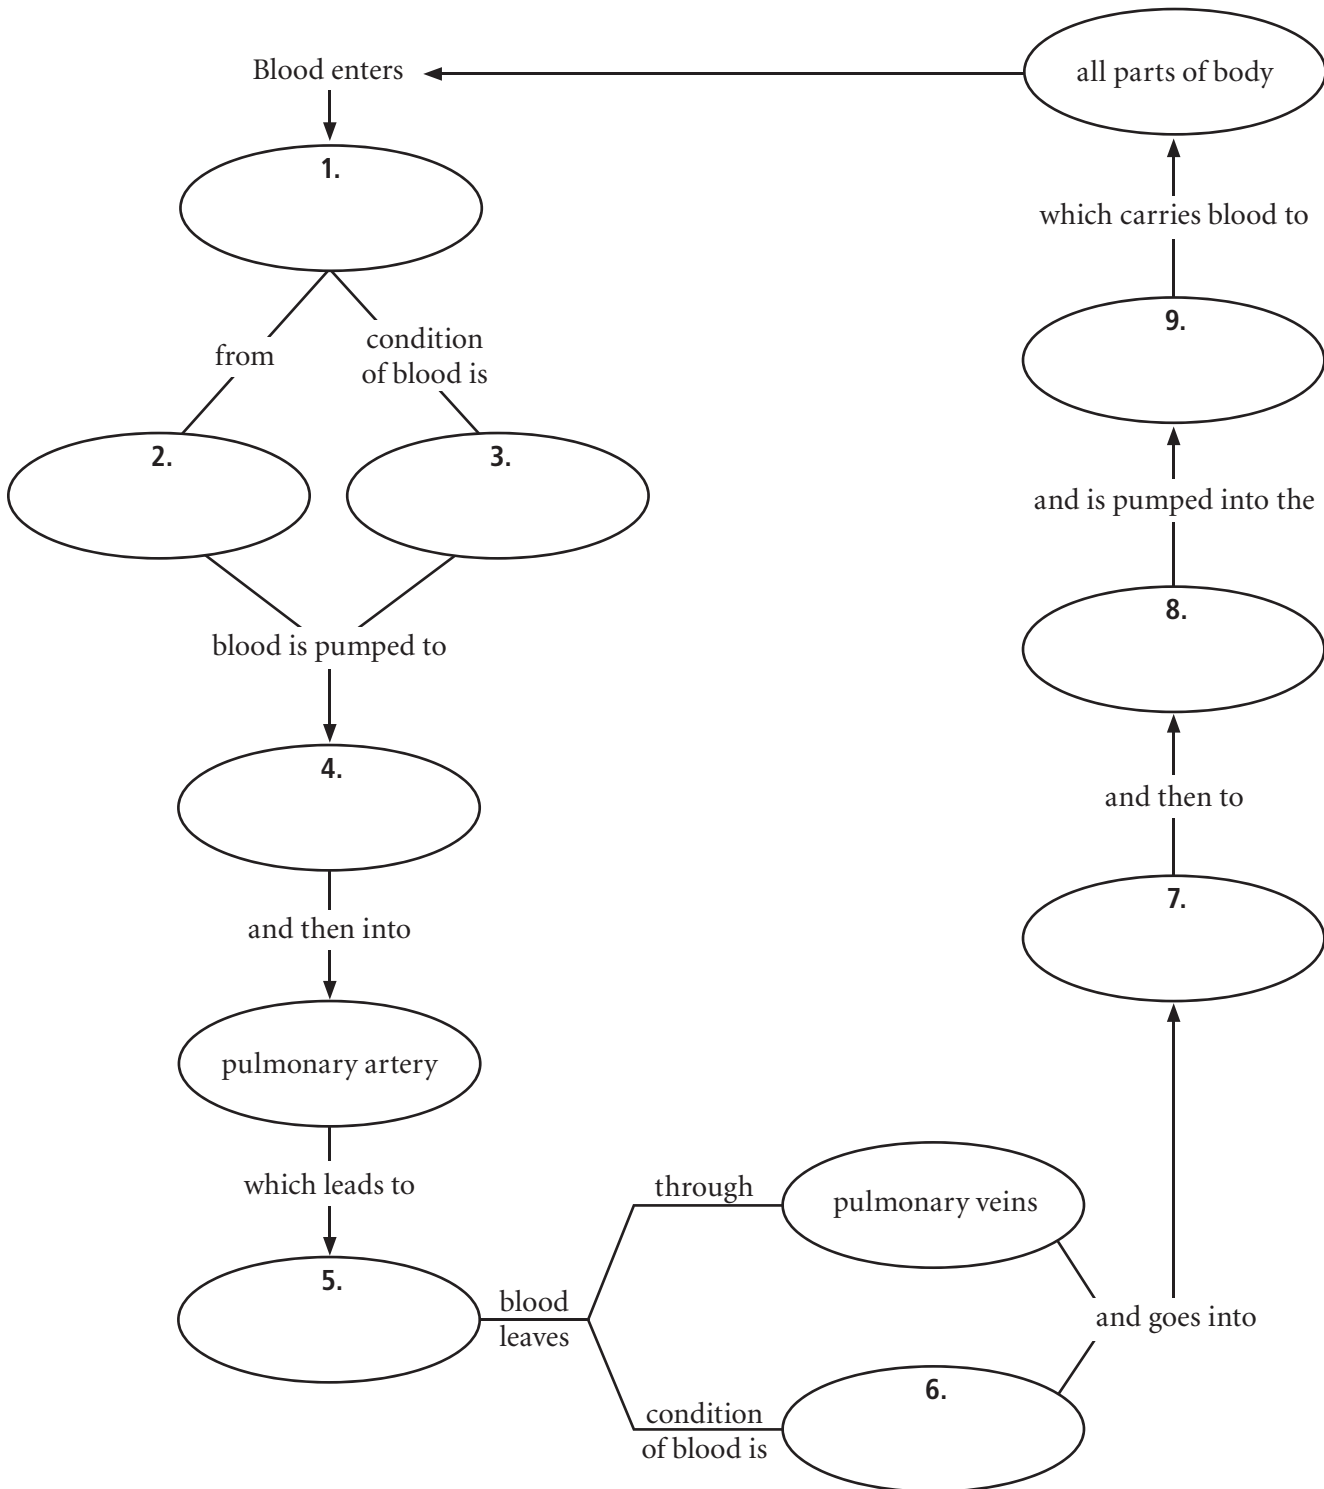 Blood enters
all parts of body
1.
from
condition
of blood is
2.
3.
blood is pumped to
4.
and then into
pulmonary artery
which leads to
5.
blood
leaves
through
pulmonary veins
condition
of blood is
6.
and goes into
7.
and then to
8.
and is pumped into the
9.
which carries blood to